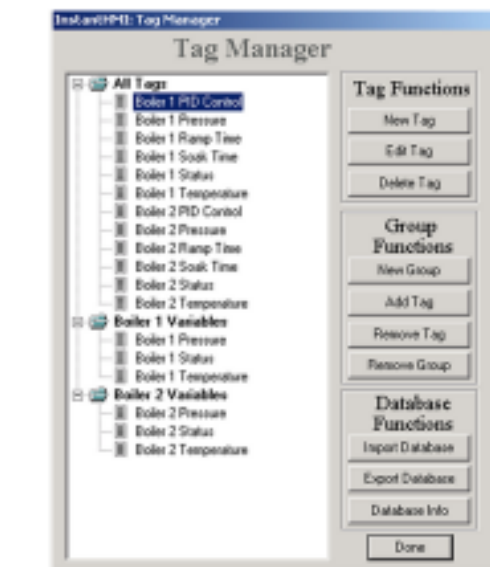 InstantHMI: Tag Manager
Tag Manager
All Tags
Boiler 1 PID Control
Boiler 1 Pressure
Boiler 1 Ramp Time
Boiler 1 Soak Time
Boiler 1 Status
Boiler 1 Temperature
Boiler 2 PID Control
Boiler 2 Pressure
Boiler 2 Ramp Time
Boiler 2 Soak Time
Boiler 2 Status
Boiler 2 Temperature
Boiler 1 Variables
Boiler 1 Pressure
Boiler 1 Status
Boiler 1 Temperature
Boiler 2 Variables
Boiler 2 Pressure
Boiler 2 Status
Boiler 2 Temperature
Tag Functions
New Tag
Edit Tag
Delete Tag
Group
Functions
New Group
Add Tag
Remove Tag
Remove Group
Database
Functions
Import Database
Export Database
Database Info
Done